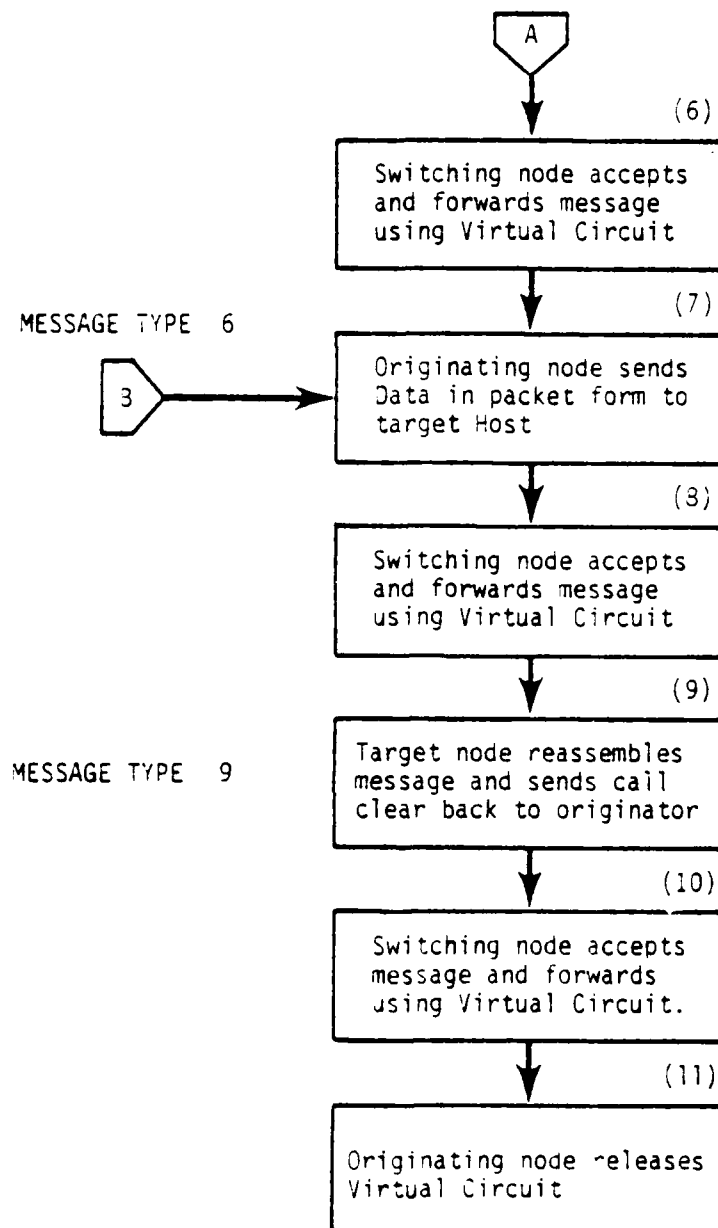 A
(6)
Switching node accepts
and forwards message
using Virtual Circuit
(7)
MESSAGE TYPE 6
B
Originating node sends
Data in packet form to
target Host
(8)
Switching node accepts
and forwards message
using Virtual Circuit
(9)
MESSAGE TYPE 9
Target node reassembles
message and sends call
clear back to originator
(10)
Switching node accepts
message and forwards
using Virtual Circuit.
(11)
Originating node releases
Virtual Circuit